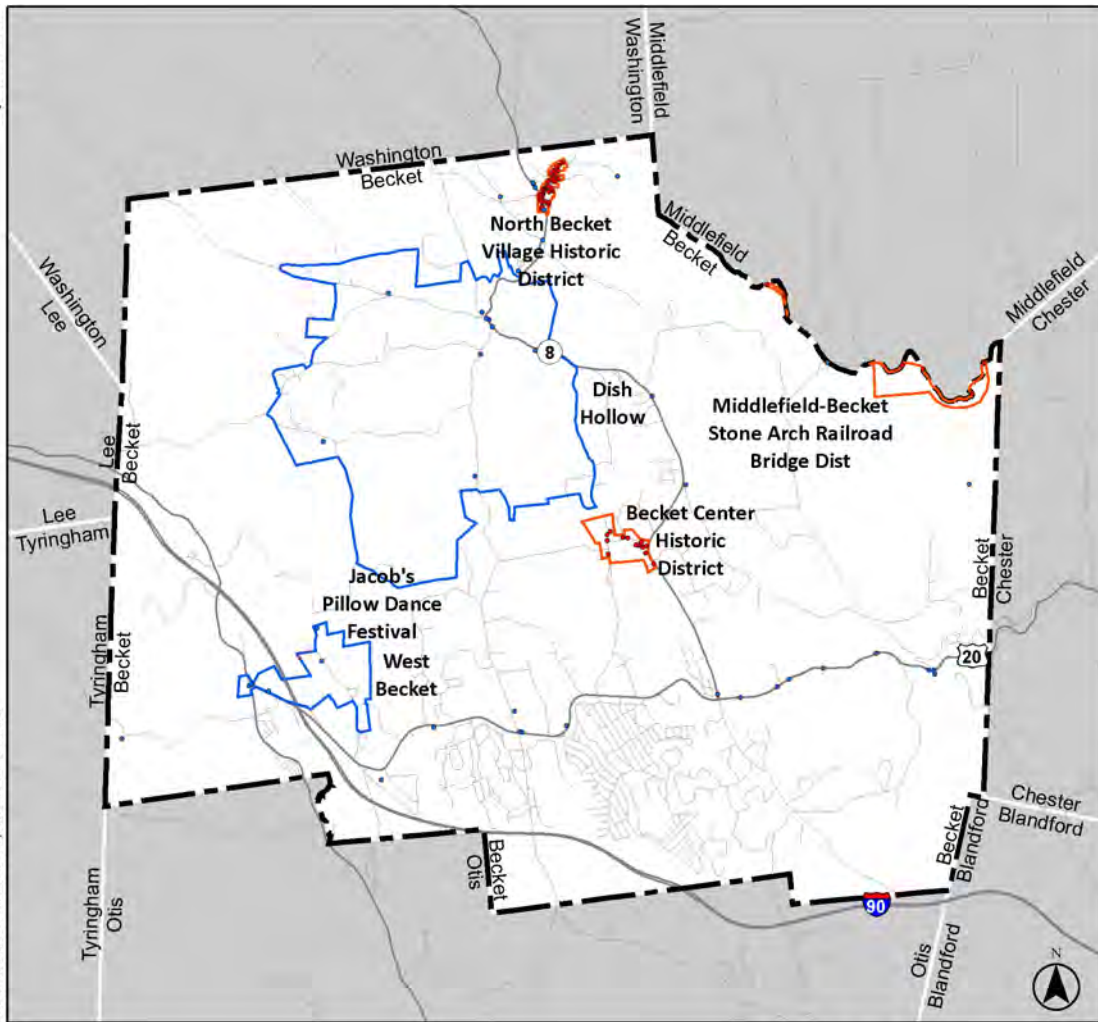 Middlefield
Washington
Washington
Becket
North Becket
Village Historic
District
Middlefield
Becket
Middlefield
Chester
Washington
Lee
8
Dish
Hollow
Middlefield-Becket
Stone Arch Railroad
Bridge Dist
Lee
Becket
Lee
Tyringham
Becket Center
Historic
District
Becket
Chester
Jacob's
Pillow Dance
Festival
West
Becket
Tyringham
Becket
20
Chester
Blandford
Becket
Blandford
Becket
Otis
90
Tyringham
Otis
Otis
Blandford
N